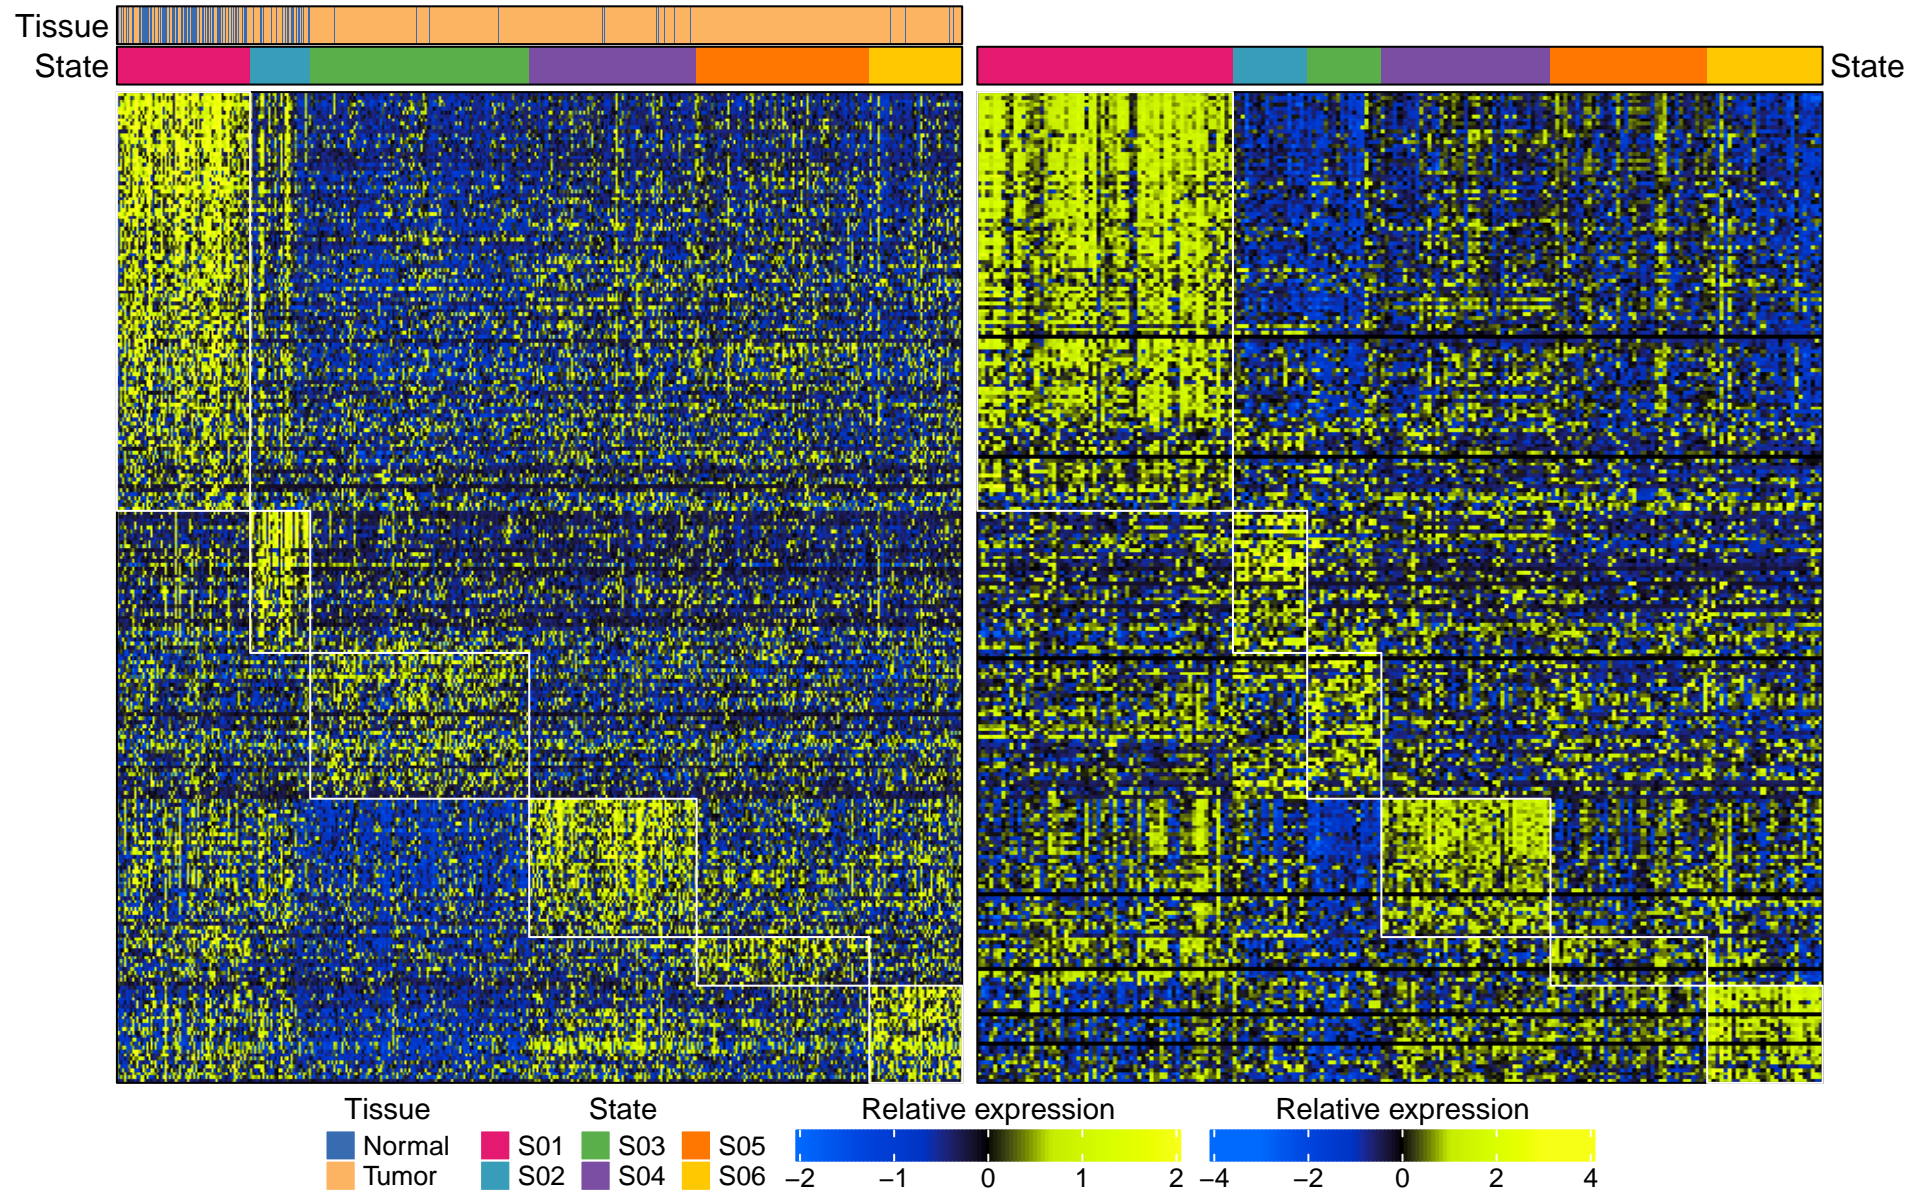 Tissue
State
State
Tissue
Normal
Tumor
State
S01 S03 S05
S02 S04 S06
Relative expression
−2 −1 0 1 2
Relative expression
−4 −2 0 2 4